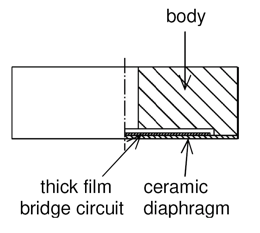 body
thick film
bridge circuit
ceramic
diaphragm